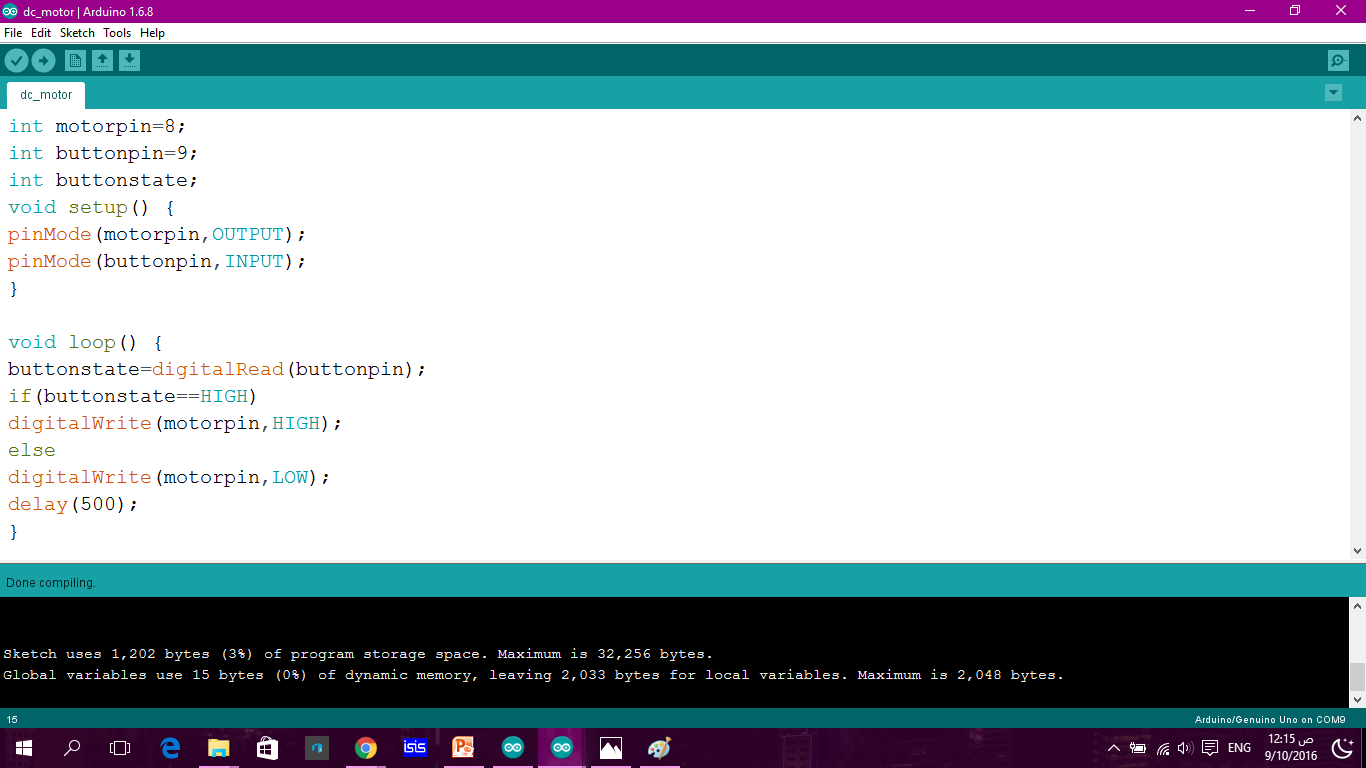 dc_motor | Arduino 1.6.8
File Edit Sketch Tools Help
dc_motor
int motorpin=8;
int buttonpin=9;
int buttonstate;
void setup() {
pinMode(motorpin,OUTPUT);
pinMode(buttonpin,INPUT);
}
void loop() {
buttonstate=digitalRead(buttonpin);
if(buttonstate==HIGH)
digitalWrite(motorpin,HIGH);
else
digitalWrite(motorpin,LOW);
delay(500);
}
Done compiling.
Sketch uses 1,202 bytes (3%) of program storage space. Maximum is 32,256 bytes.
Global variables use 15 bytes (0%) of dynamic memory, leaving 2,033 bytes for local variables. Maximum is 2,048 bytes.
15 Arduino/Genuino Uno on COM9
isis
ENG
12:15 ص
9/10/2016